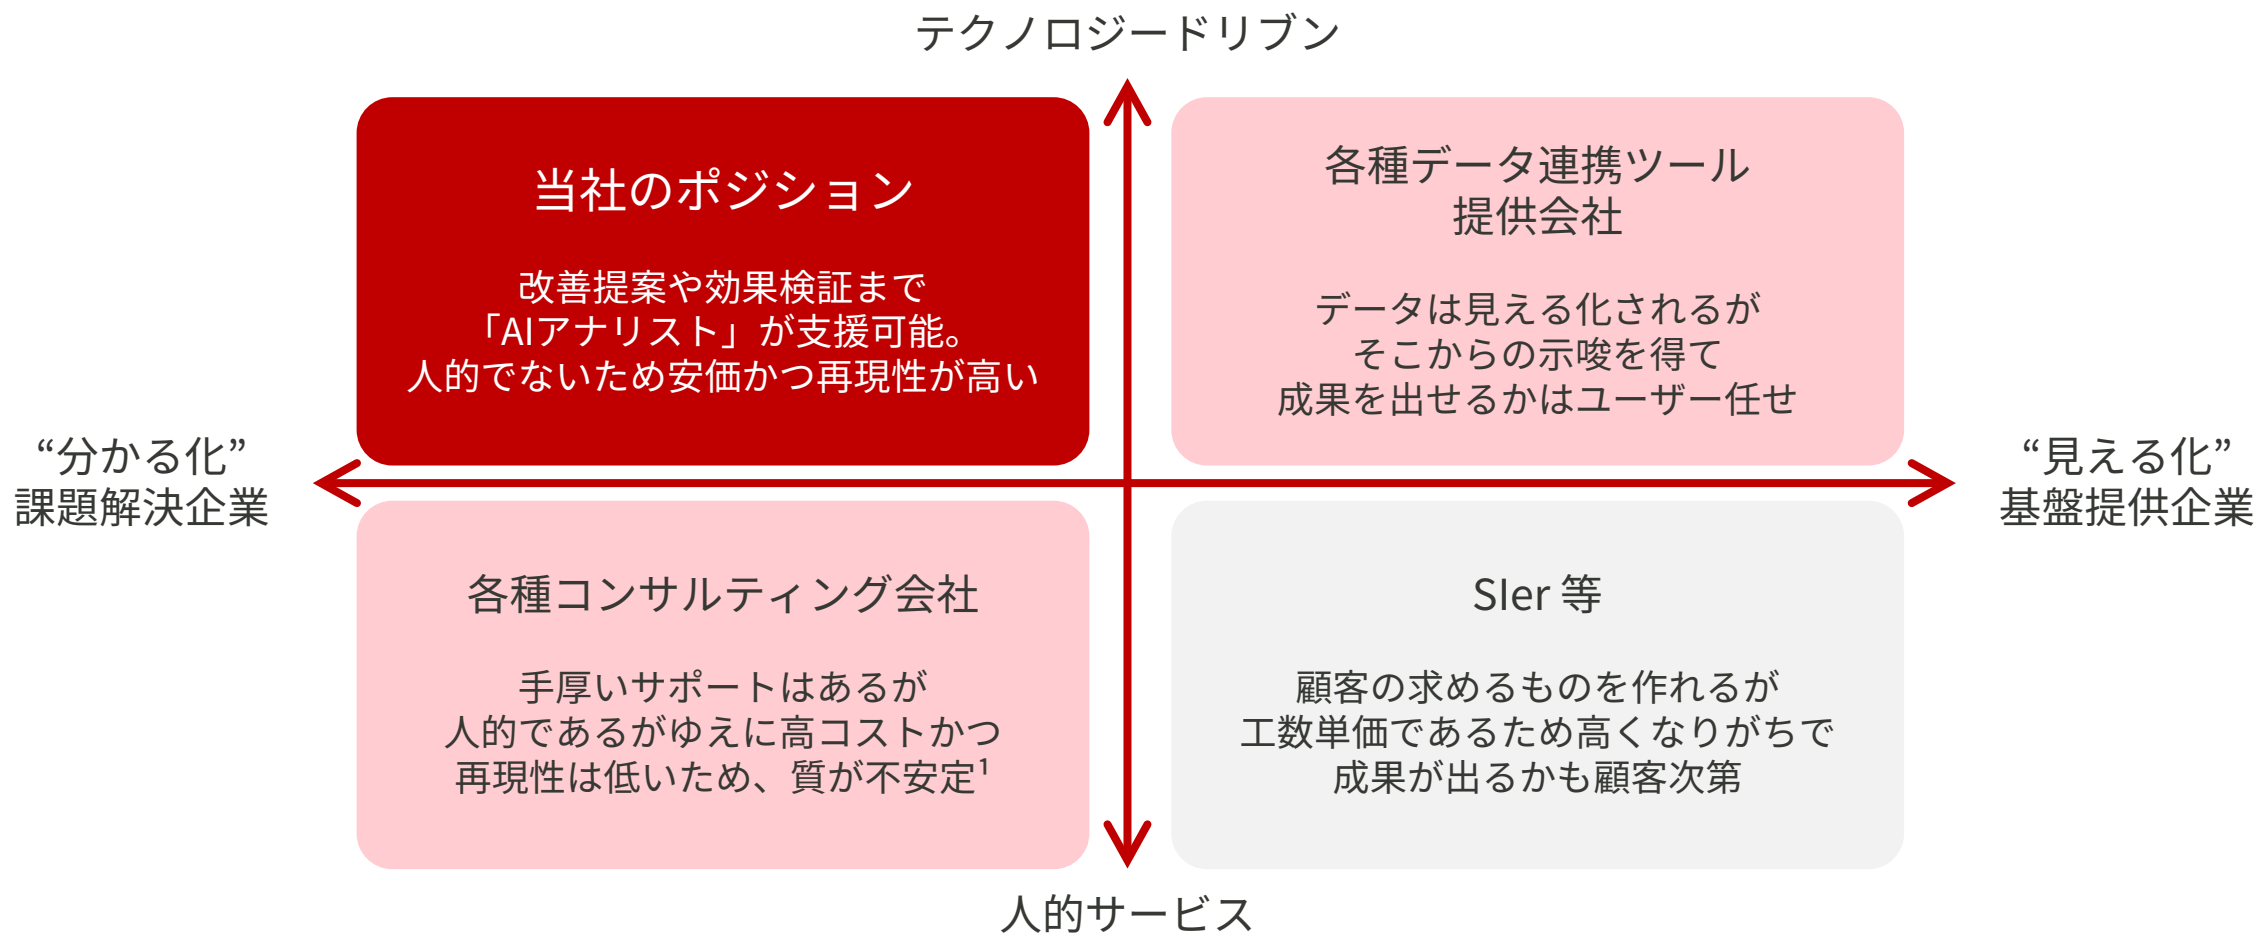 テクノロジードリブン
当社のポジション
改善提案や効果検証まで
「AIアナリスト」が支援可能。
人的でないため安価かつ再現性が高い
各種データ連携ツール
提供会社
データは見える化されるが
そこからの示唆を得て
成果を出せるかはユーザー任せ
“分かる化”
課題解決企業
“見える化”
基盤提供企業
各種コンサルティング会社
手厚いサポートはあるが
人的であるがゆえに高コストかつ
再現性は低いため、質が不安定¹
SIer 等
顧客の求めるものを作れるが
工数単価であるため高くなりがちで
成果が出るかも顧客次第
人的サービス